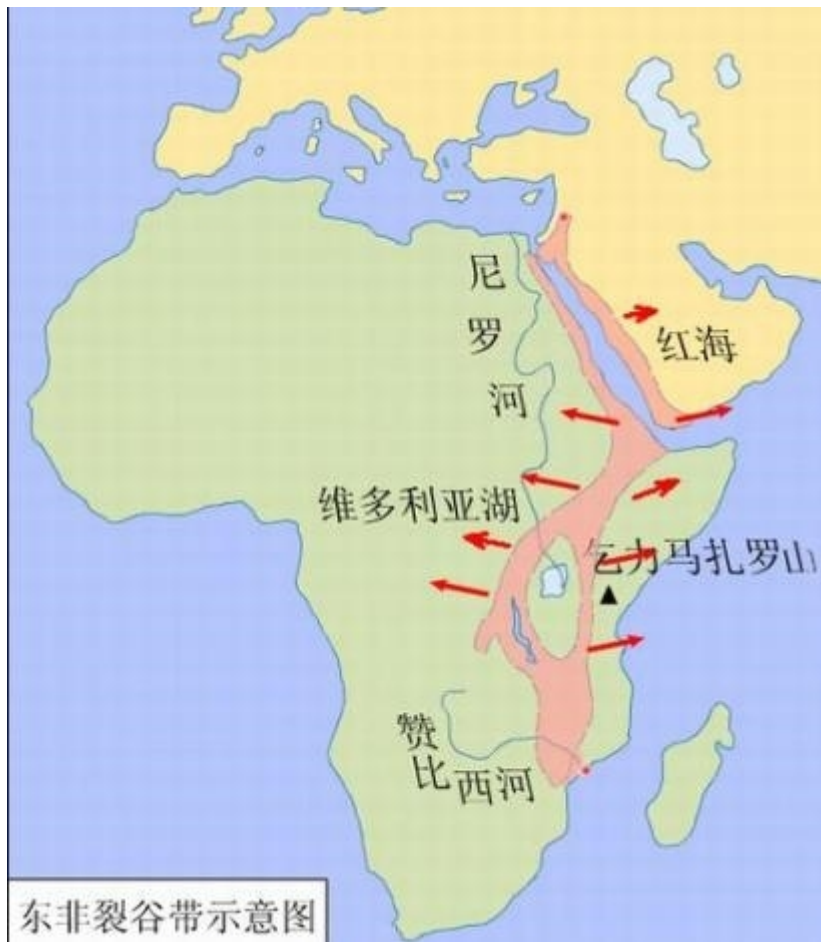 尼罗河
红海
维多利亚湖
乞力马扎罗山
赞比西河
东非裂谷带示意图